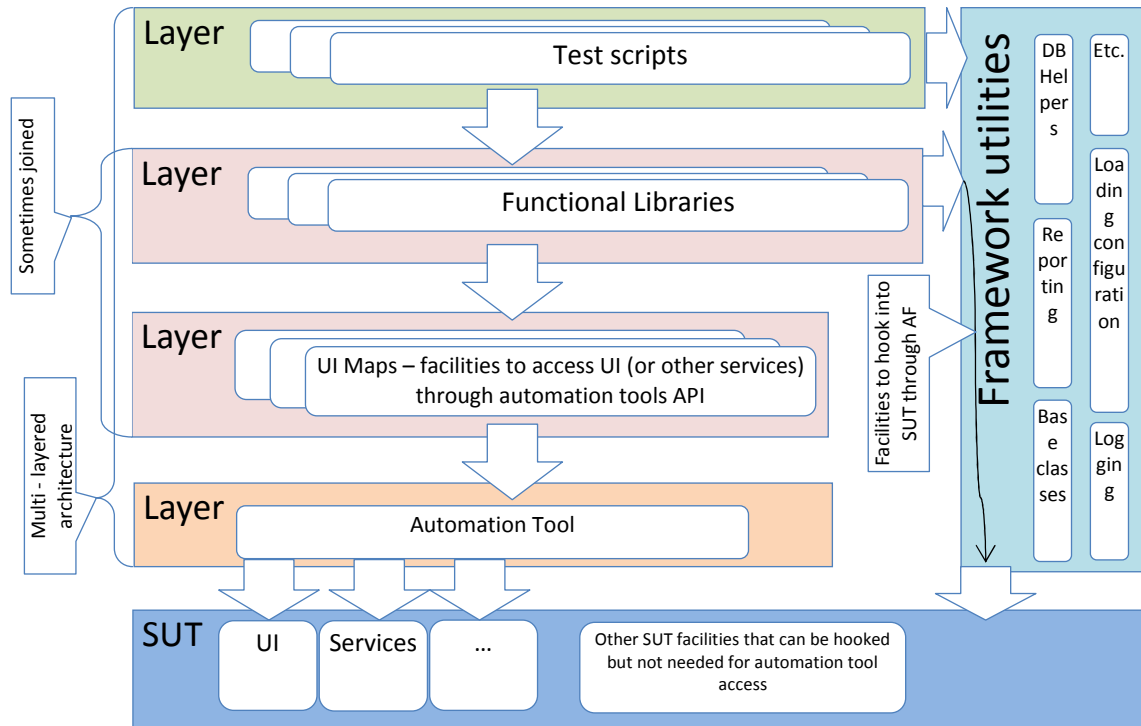 Layer
Test scripts
Layer
Functional Libraries
Layer
UI Maps – facilities to access UI (or other services)
through automation tools API
Layer
Automation Tool
SUT
UI
Services
...
Other SUT facilities that can be hooked
but not needed for automation tool
access
Sometimes joined
Multi - layered
architecture
Facilities to hook into
SUT through AF
Framework utilities
DB
Hel
per
s
Etc.
Re
por
tin
g
Loa
din
g
con
figu
rati
on
Bas
e
clas
ses
Log
gin
g